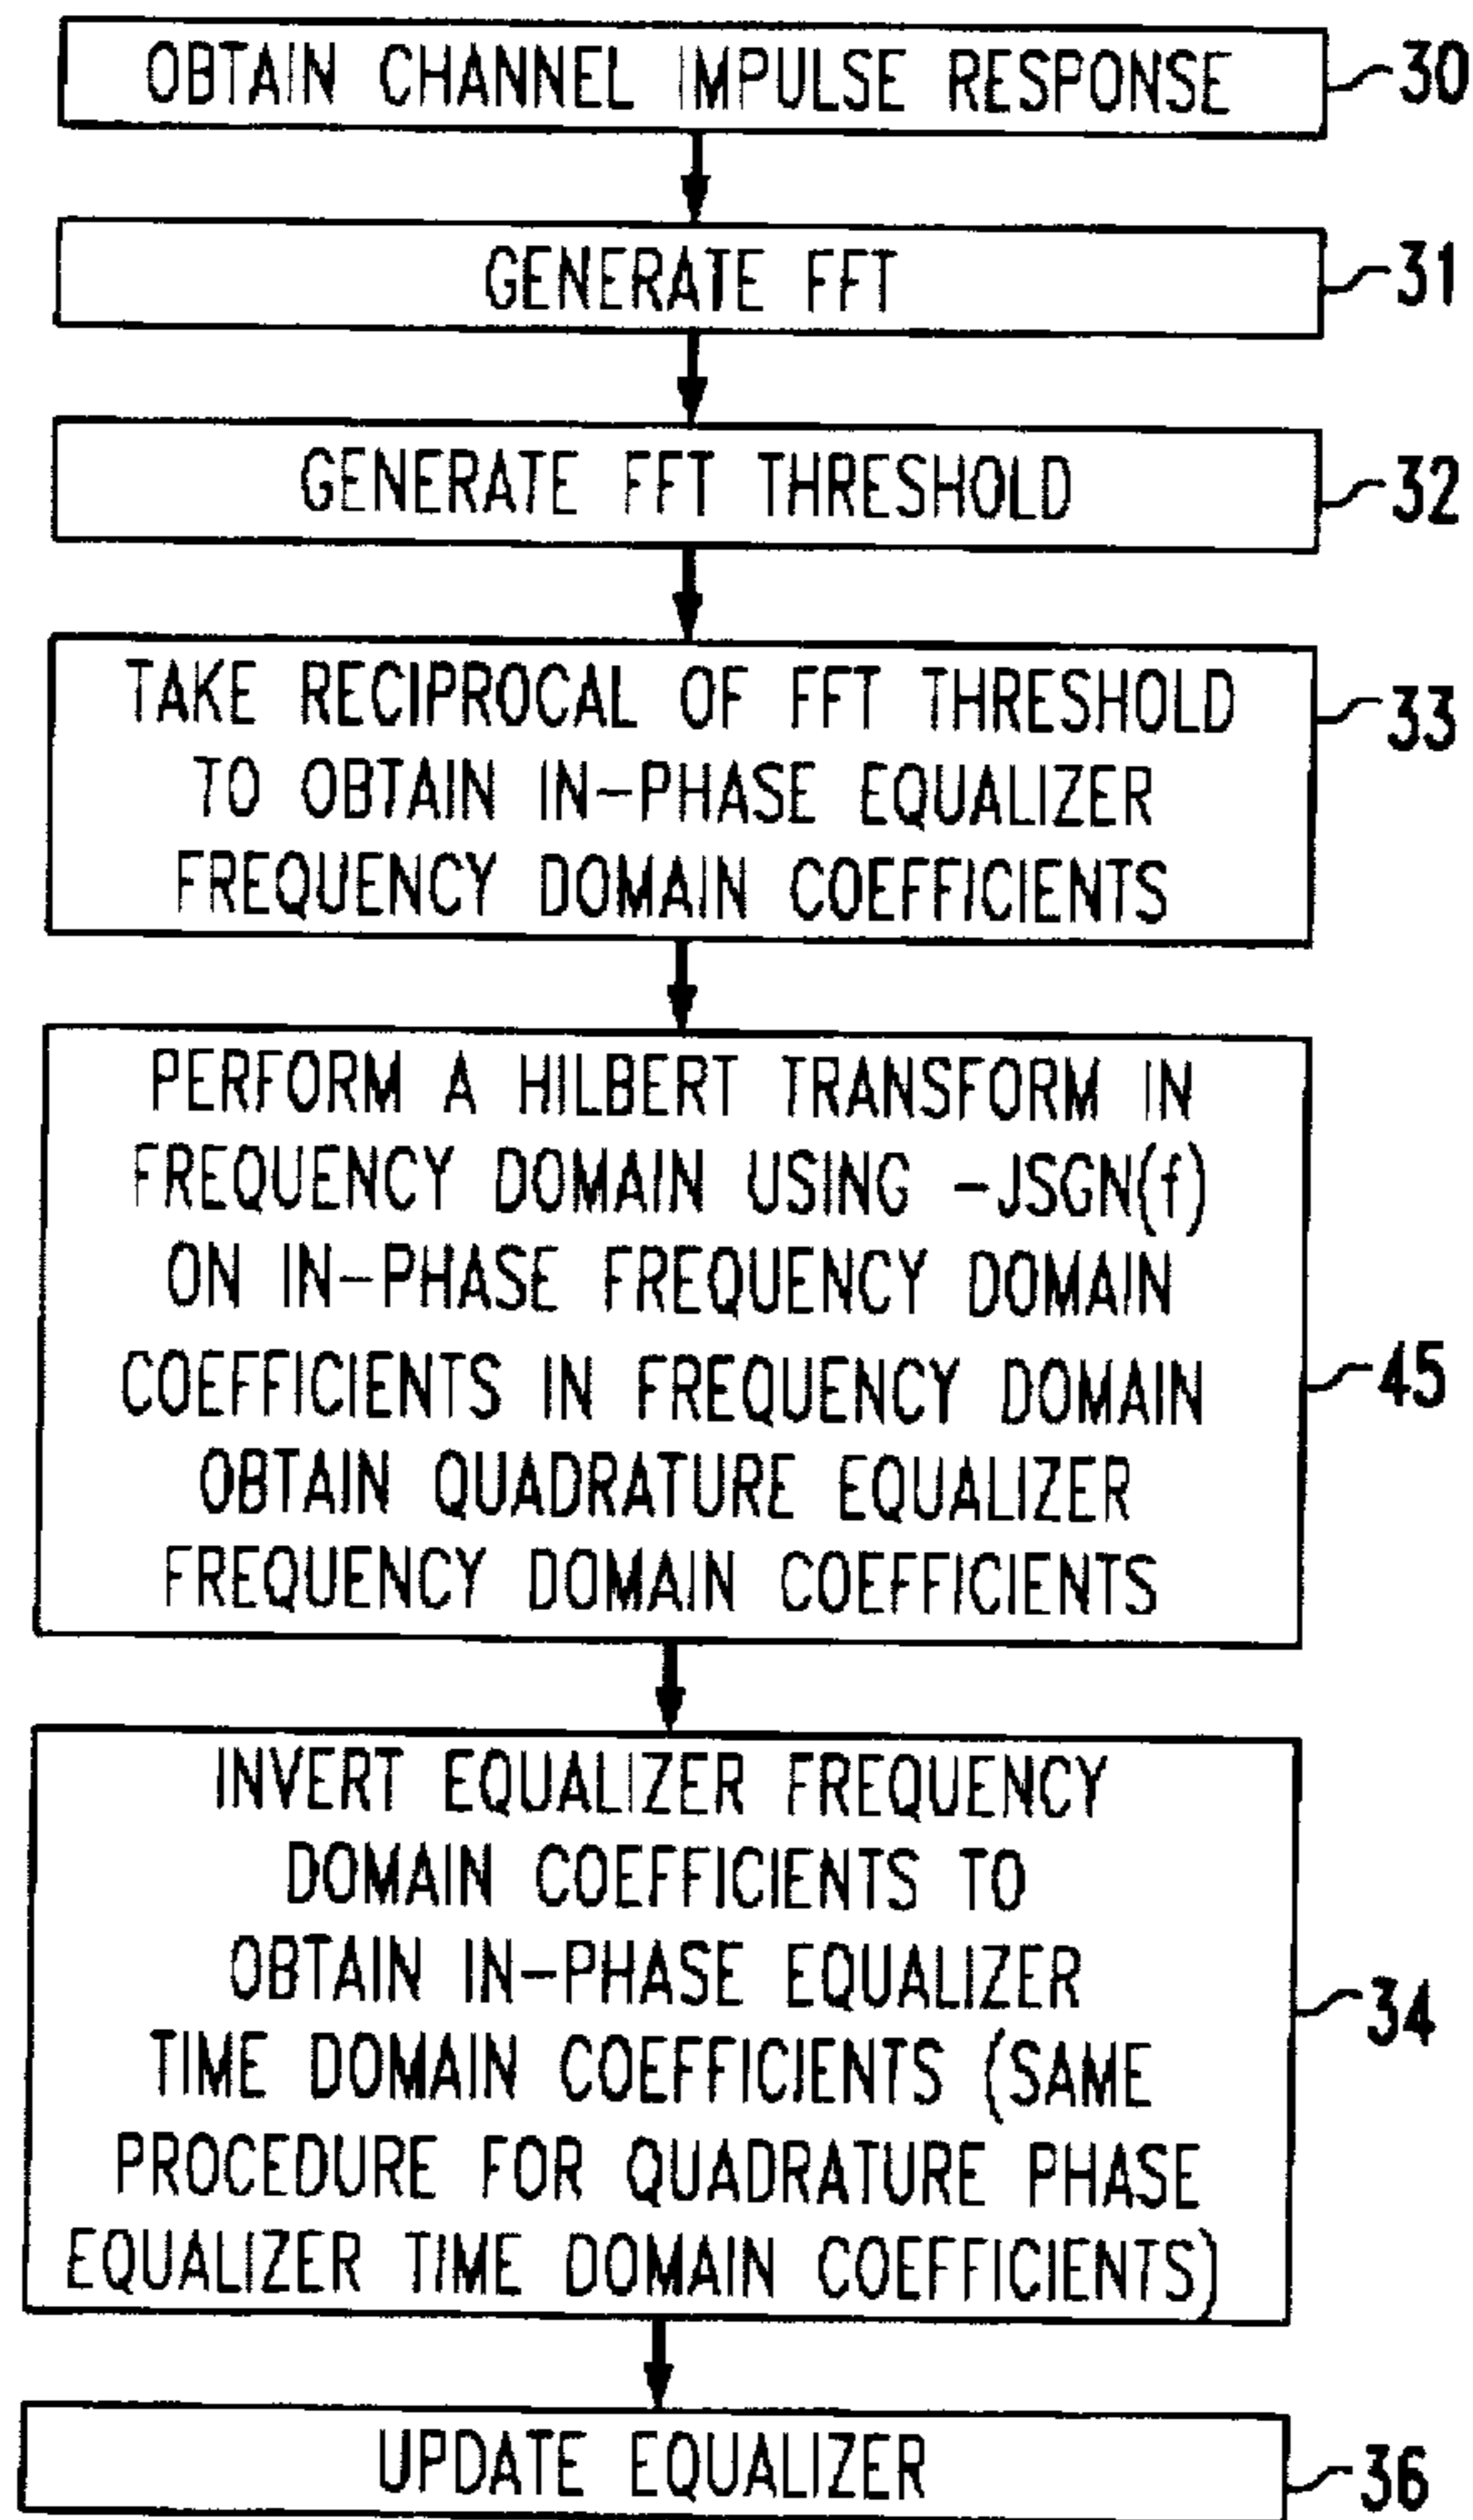 OBTAIN CHANNEL IMPULSE RESPONSE 30
GENERATE FFT 31
GENERATE FFT THRESHOLD 32
TAKE RECIPROCAL OF FFT THRESHOLD 33
TO OBTAIN IN-PHASE EQUALIZER
FREQUENCY DOMAIN COEFFICIENTS
PERFORM A HILBERT TRANSFORM IN
FREQUENCY DOMAIN USING -JSGN(f)
ON IN-PHASE FREQUENCY DOMAIN
COEFFICIENTS IN FREQUENCY DOMAIN 45
OBTAIN QUADRATURE EQUALIZER
FREQUENCY DOMAIN COEFFICIENTS
INVERT EQUALIZER FREQUENCY
DOMAIN COEFFICIENTS TO
OBTAIN IN-PHASE EQUALIZER 34
TIME DOMAIN COEFFICIENTS (SAME
PROCEDURE FOR QUADRATURE PHASE
EQUALIZER TIME DOMAIN COEFFICIENTS)
UPDATE EQUALIZER 36